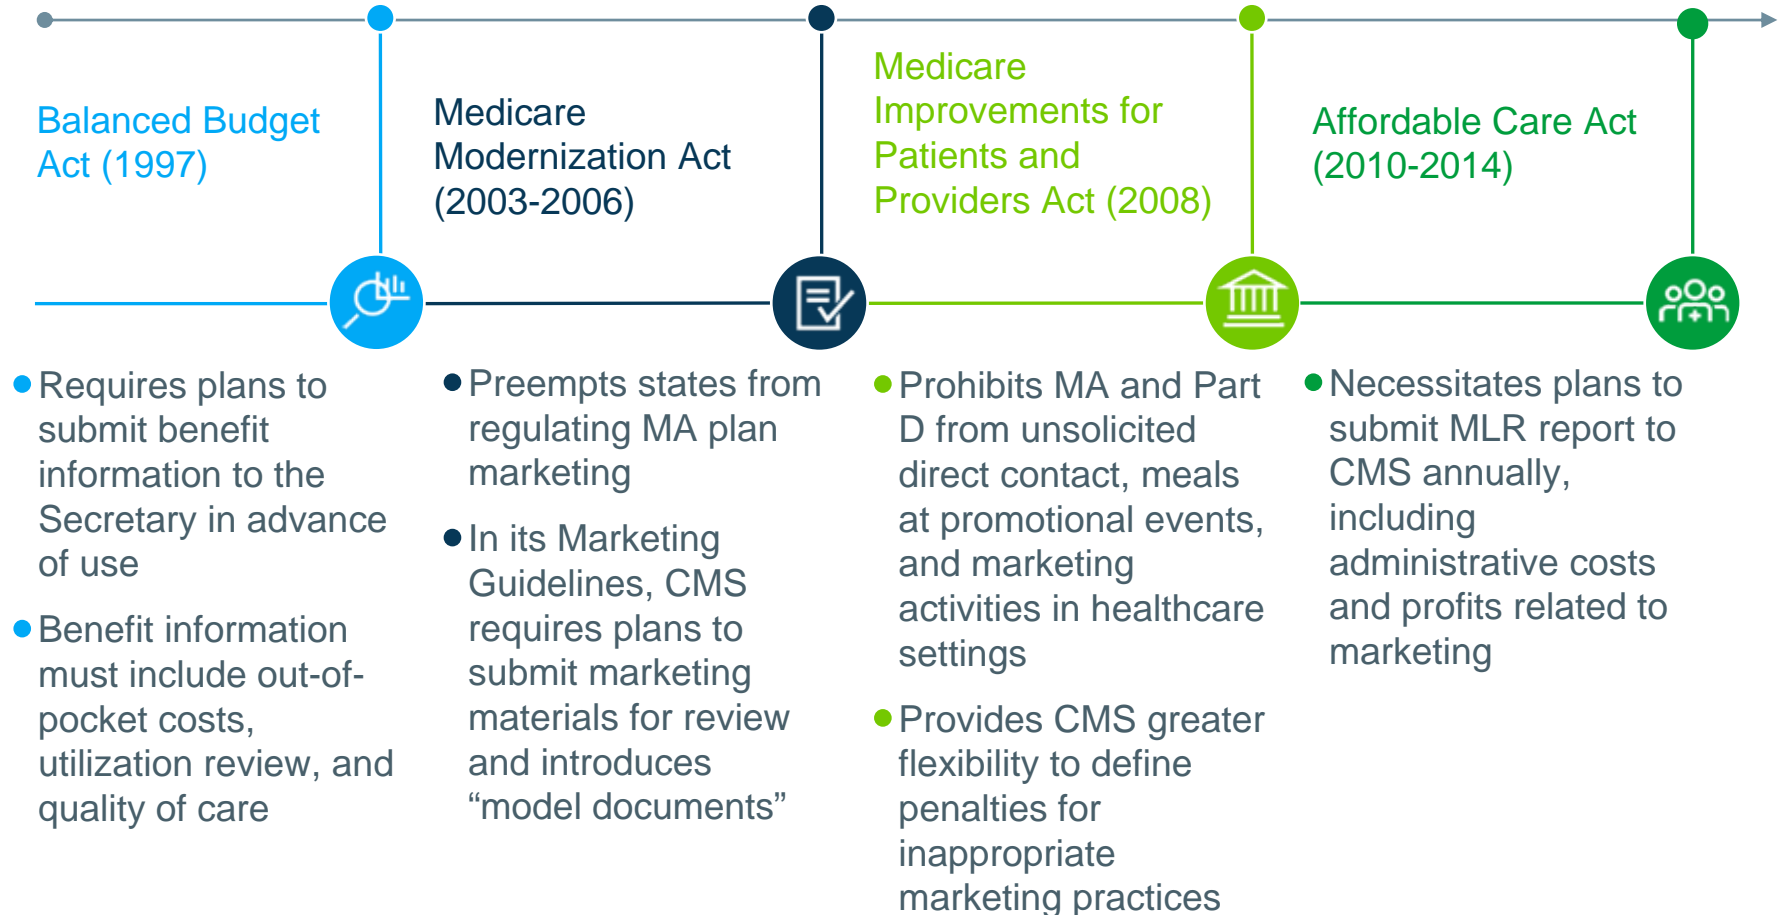 Balanced Budget
Act (1997)
Medicare
Modernization Act
(2003-2006)
Medicare
Improvements for
Patients and
Providers Act (2008)
Affordable Care Act
(2010-2014)
Requires plans to
submit benefit
information to the
Secretary in advance
of use
Benefit information
must include out-of-
pocket costs,
utilization review, and
quality of care
Preempts states from
regulating MA plan
marketing
In its Marketing
Guidelines, CMS
requires plans to
submit marketing
materials for review
and introduces
“model documents”
Prohibits MA and Part
D from unsolicited
direct contact, meals
at promotional events,
and marketing
activities in healthcare
settings
Provides CMS greater
flexibility to define
penalties for
inappropriate
marketing practices
Necessitates plans to
submit MLR report to
CMS annually,
including
administrative costs
and profits related to
marketing